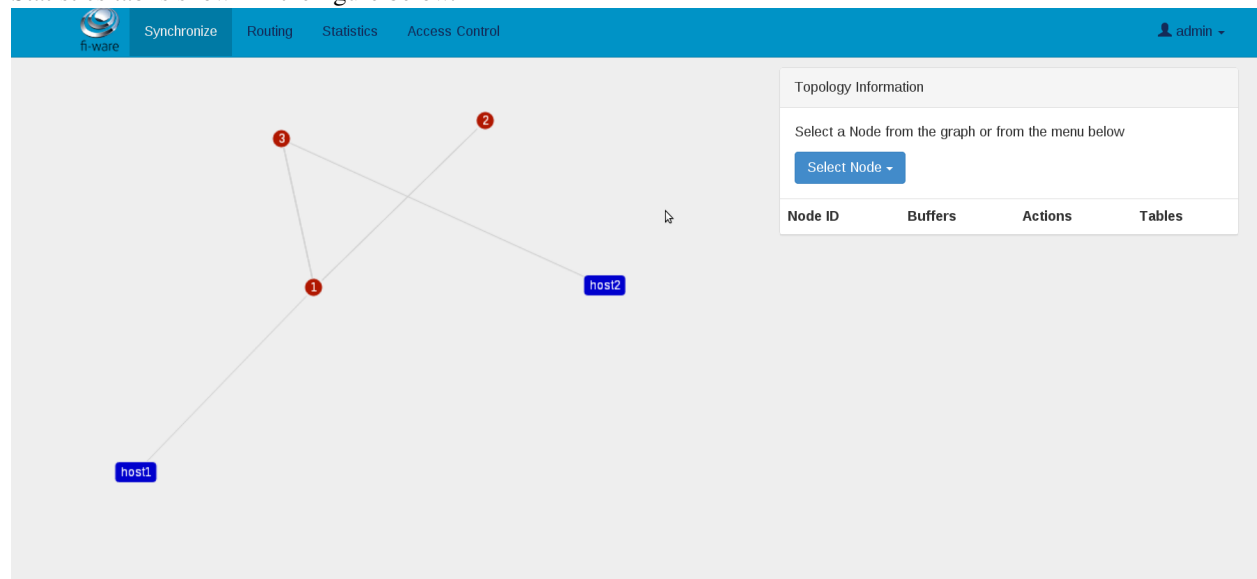 Synchronize Routing Statistics Access Control admin
fi-ware
Topology Information
Select a Node from the graph or from the menu below
Select Node
Node ID Buffers Actions Tables
2
3
1
host2
host1